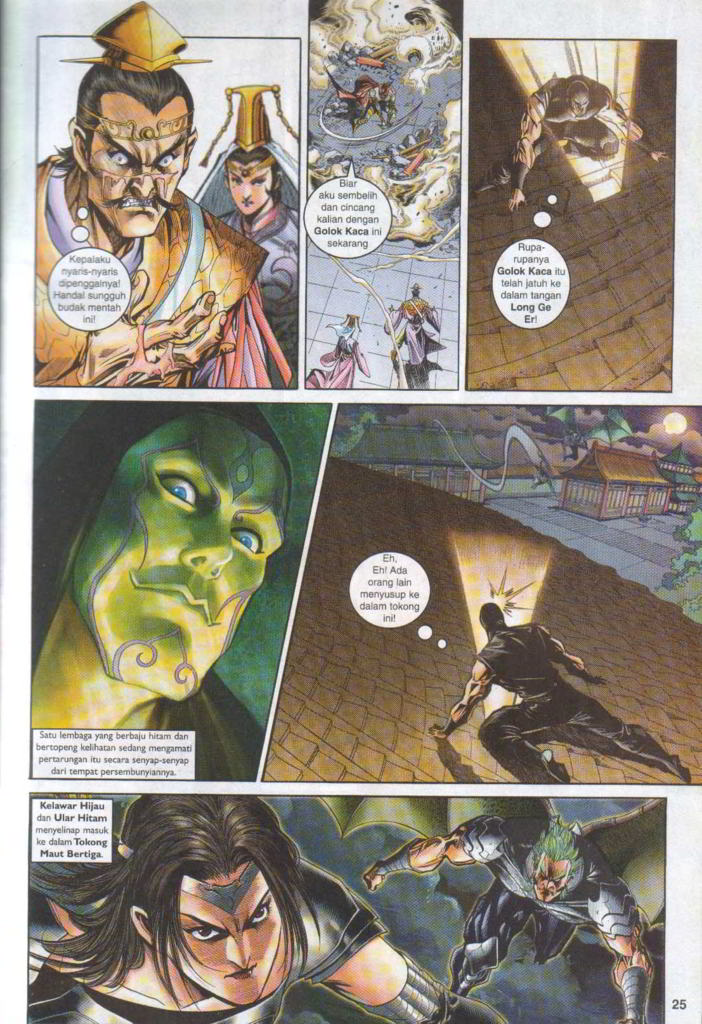 Kepalaku
nyaris-nyaris
dipenggalnya!
Handal sungguh
budak mentah
ini!
Biar
aku sembelih
dan cincang
kalian dengan
Golok Kaca ini
sekarang
Rupa-
rupanya
Golok Kaca itu
telah jatuh ke
dalam tangan
Long Ge
Er!
Eh,
Eh! Ada
orang lain
menyusup ke
dalam tokong
ini!
Satu lembaga yang berbaju hitam dan
bertopeng kelihatan sedang mengamati
pertarungan itu secara senyap-senyap
dari tempat persembunyiannya.
Kelawar Hijau
dan Ular Hitam
menyelinap masuk
ke dalam Tokong
Maut Bertiga.
25